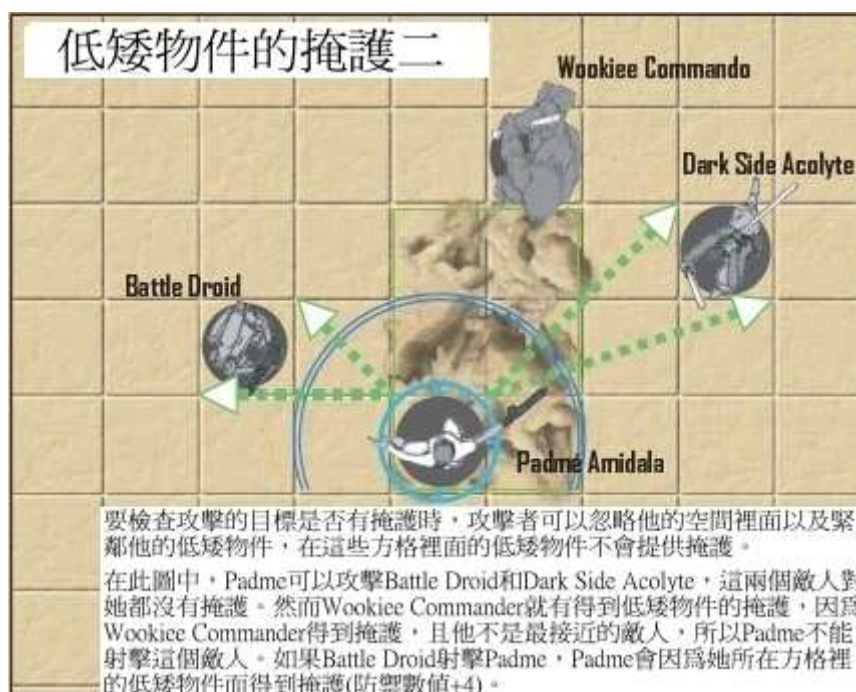 低矮物件的掩護二
Wookiee Commando
Dark Side Acolyte
Battle Droid
Padmé Amidala
要檢查攻擊的目標是否有掩護時，攻擊者可以忽略他的空間裡面以及緊
鄰他的低矮物件，在這些方格裡面的低矮物件不會提供掩護。
在此圖中，Padme可以攻擊Battle Droid和Dark Side Acolyte，這兩個敵人對
她都沒有掩護。然而Wookiee Commander就有得到低矮物件的掩護，因爲
Wookiee Commander得到掩護，且他不是最接近的敵人，所以Padme不能
射擊這個敵人。如果Battle Droid射擊Padme，Padme會因爲她所在方格裡
的低矮物件而得到掩護(防禦數值+4)。